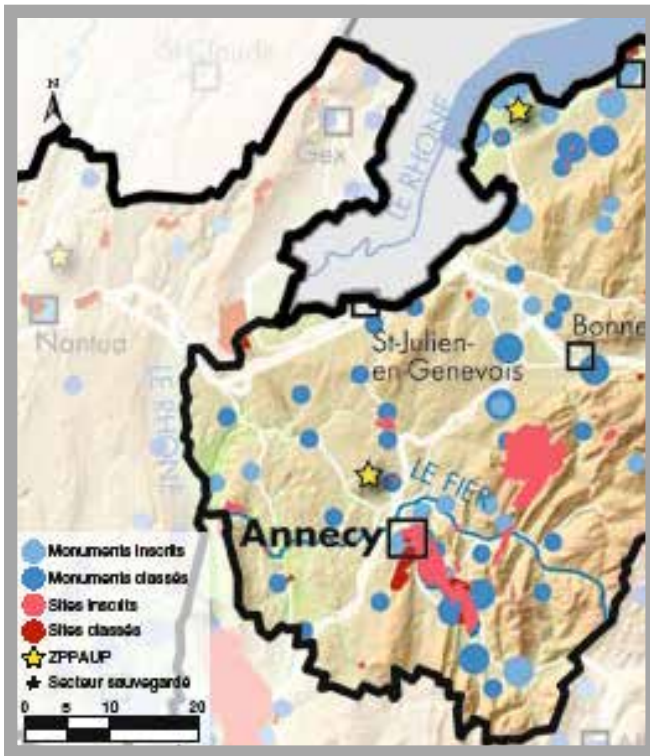 St-Claude
N
Gex
LE RHONE
Nantua
St-Julien-
en-Genevois
Bonne
LE RHONE
LE FIER
Annecy
Monuments inscrits
Monuments classés
Sites inscrits
Sites classés
ZPPAUP
Secteur sauvegardé
0 5 10 20